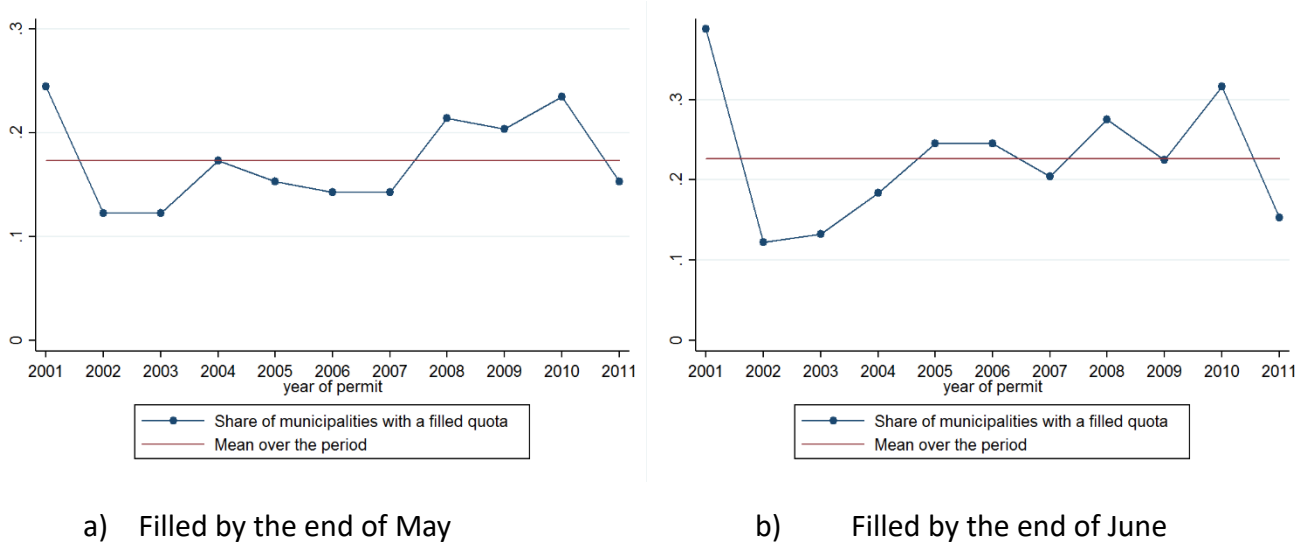 .3
.2
.1
0
2001 2002 2003 2004 2005 2006 2007 2008 2009 2010 2011
year of permit
Share of municipalities with a filled quota
Mean over the period
a) Filled by the end of May
.3
.2
.1
0
2001 2002 2003 2004 2005 2006 2007 2008 2009 2010 2011
year of permit
Share of municipalities with a filled quota
Mean over the period
b) Filled by the end of June